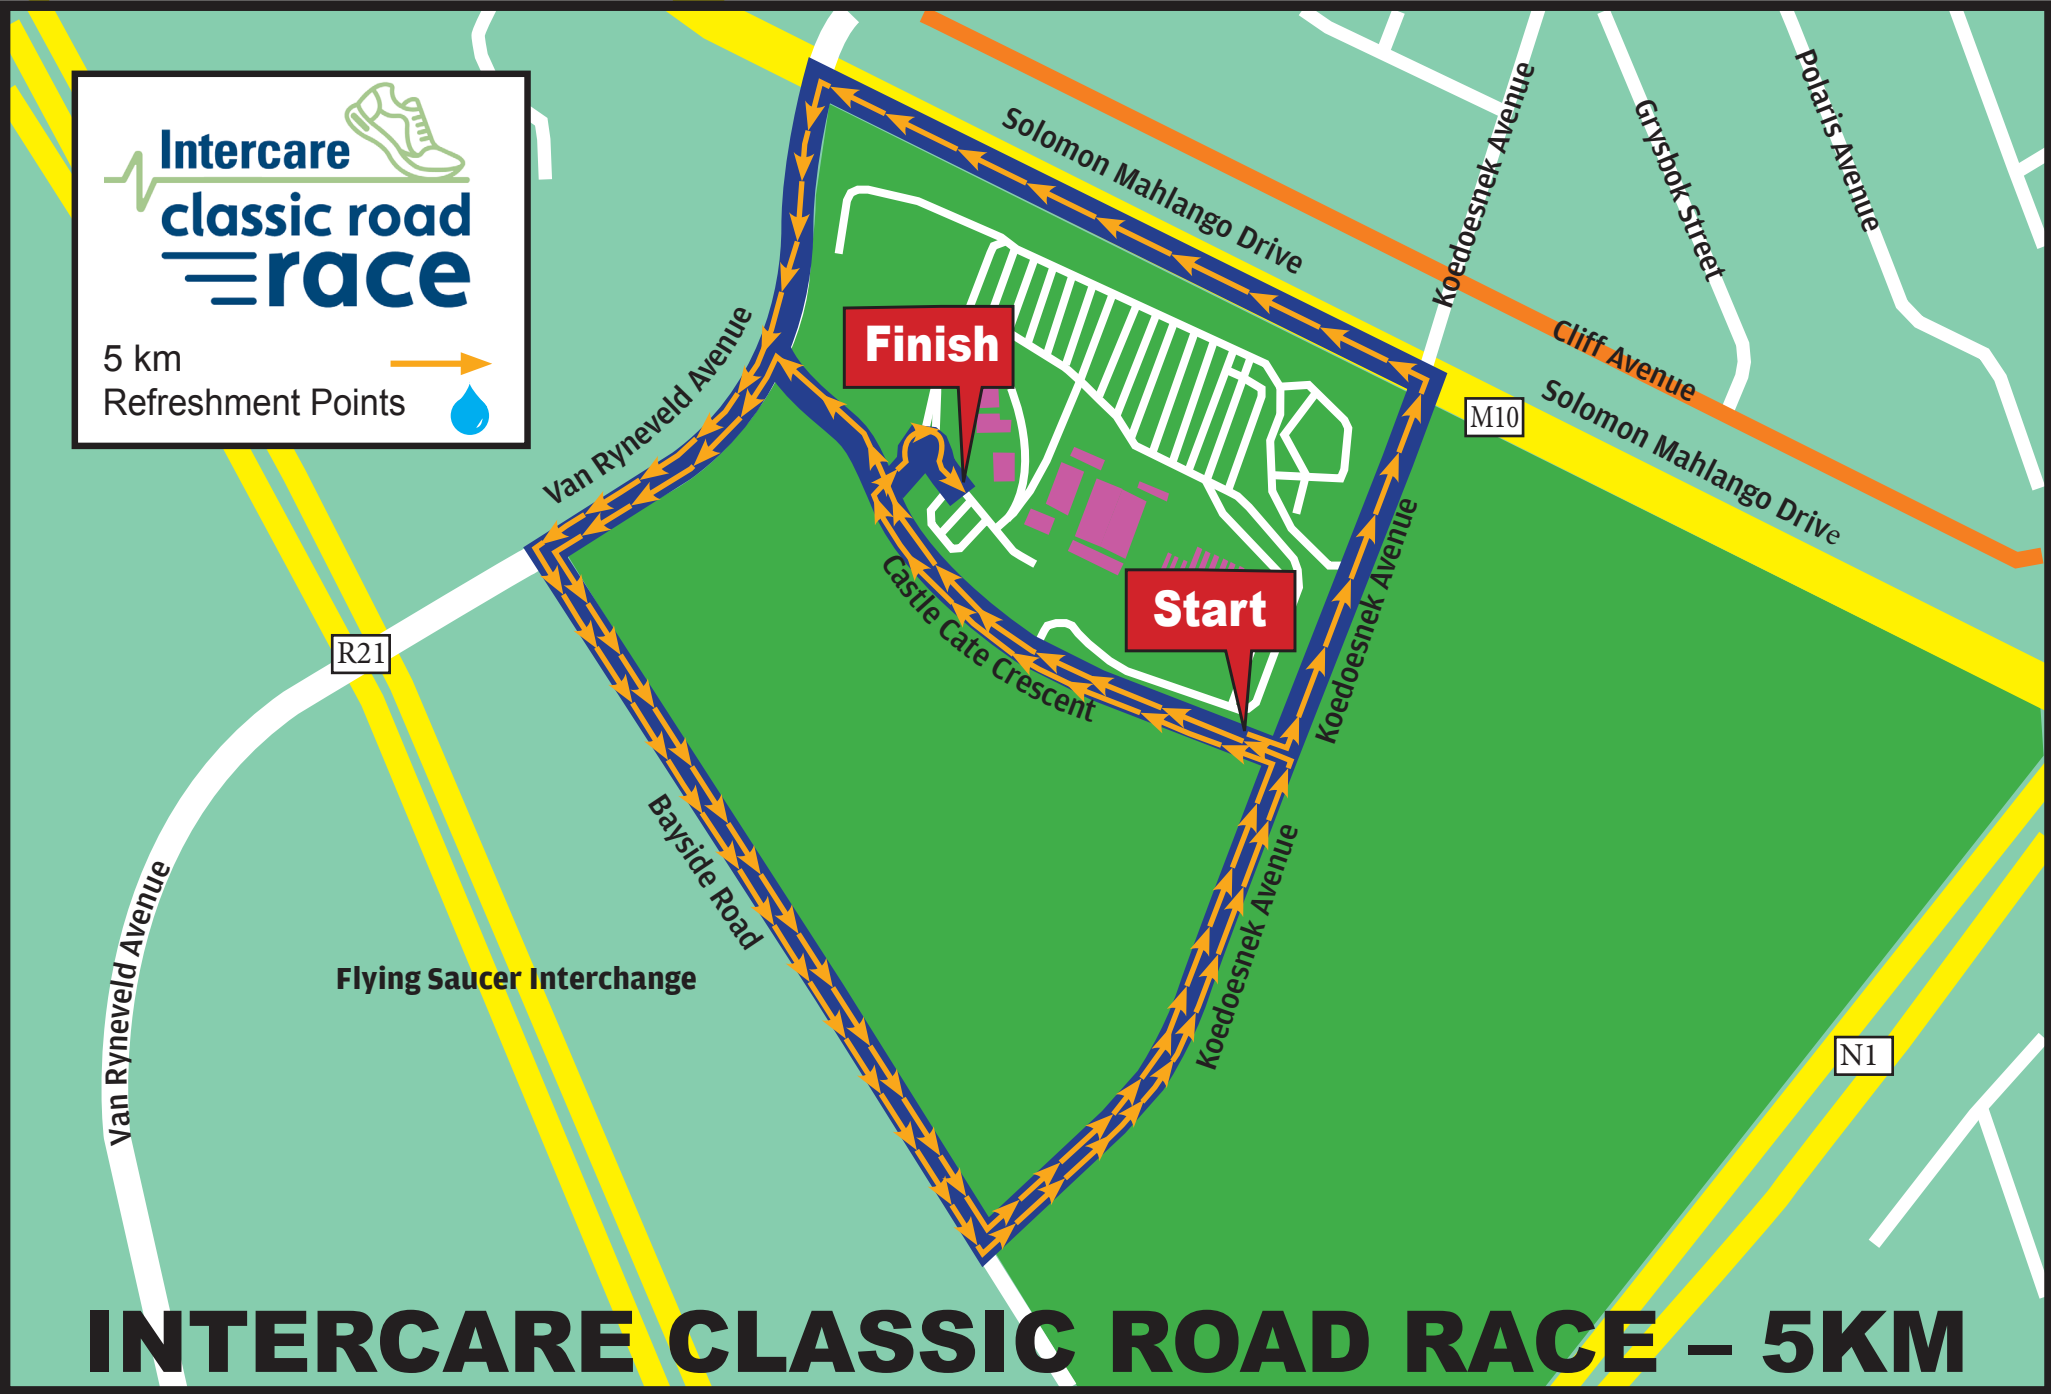 Intercare
classic road
race
5 km
Refreshment Points
Solomon Mahlango Drive
Koedoesnek Avenue
Grysbok Street
Polaris Avenue
Cliff Avenue
Solomon Mahlango Drive
M10
Van Ryneveld Avenue
Finish
Start
Castle Cate Crescent
Koedoesnek Avenue
R21
Bayside Road
Koedoesnek Avenue
Van Ryneveld Avenue
Flying Saucer Interchange
N1
INTERCARE CLASSIC ROAD RACE – 5KM